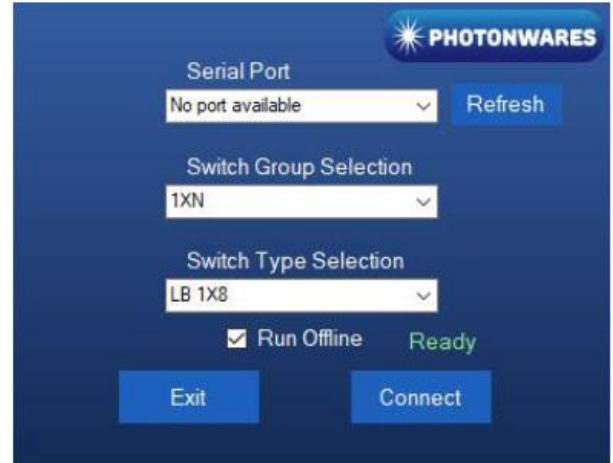 PHOTONWARES
Serial Port
No port available
Refresh
Switch Group Selection
1XN
Switch Type Selection
LB 1X8
Run Offline
Ready
Exit
Connect